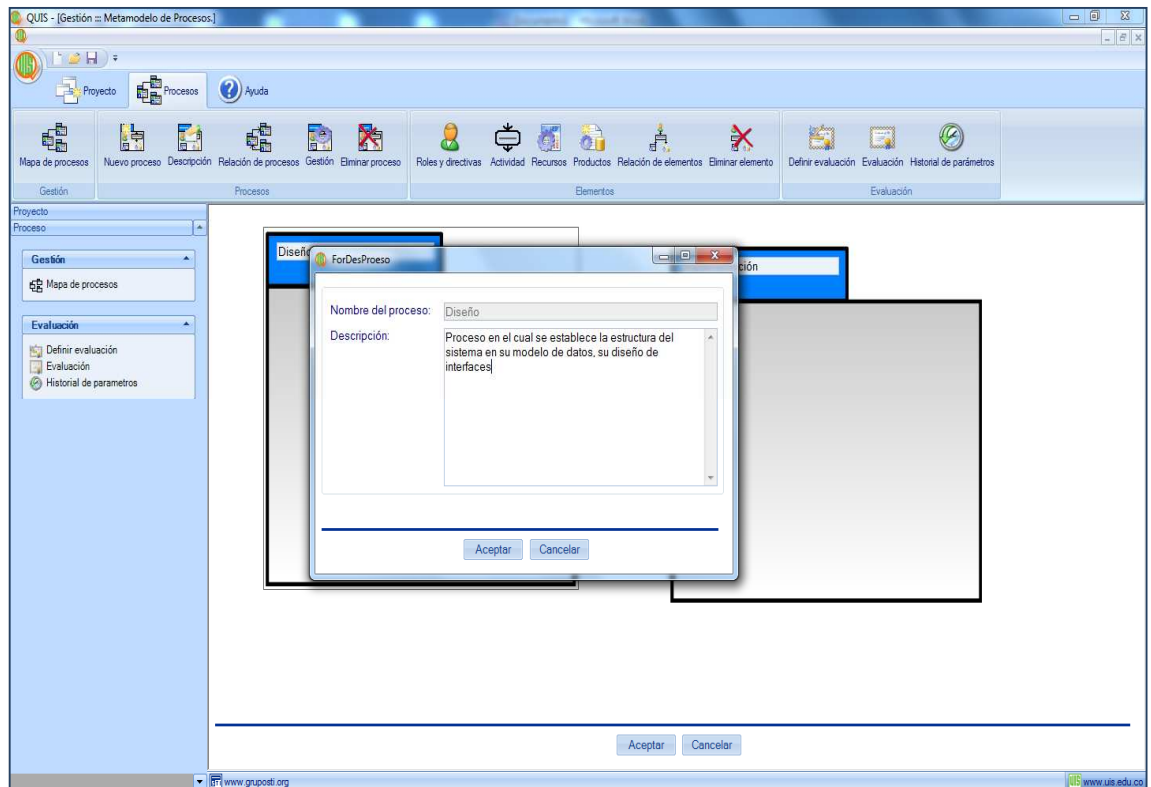 QUIS - [Gestión ::: Metamodelo de Procesos.]
UIS
Proyecto
Procesos
Ayuda
Mapa de procesos
Nuevo proceso
Descripción
Relación de procesos
Gestión
Eliminar proceso
Roles y directivas
Actividad
Recursos
Productos
Relación de elementos
Eliminar elemento
Definir evaluación
Evaluación
Historial de parámetros
Gestión
Procesos
Elementos
Evaluación
Proyecto
Proceso
Gestión
Mapa de procesos
Evaluación
Definir evaluación
Evaluación
Historial de parametros
Diseño
ción
ForDesProeso
Nombre del proceso:
Diseño
Descripción:
Proceso en el cual se establece la estructura del
sistema en su modelo de datos, su diseño de
interfaces
Aceptar
Cancelar
Aceptar
Cancelar
www.gruposti.org
UIS
www.uis.edu.co